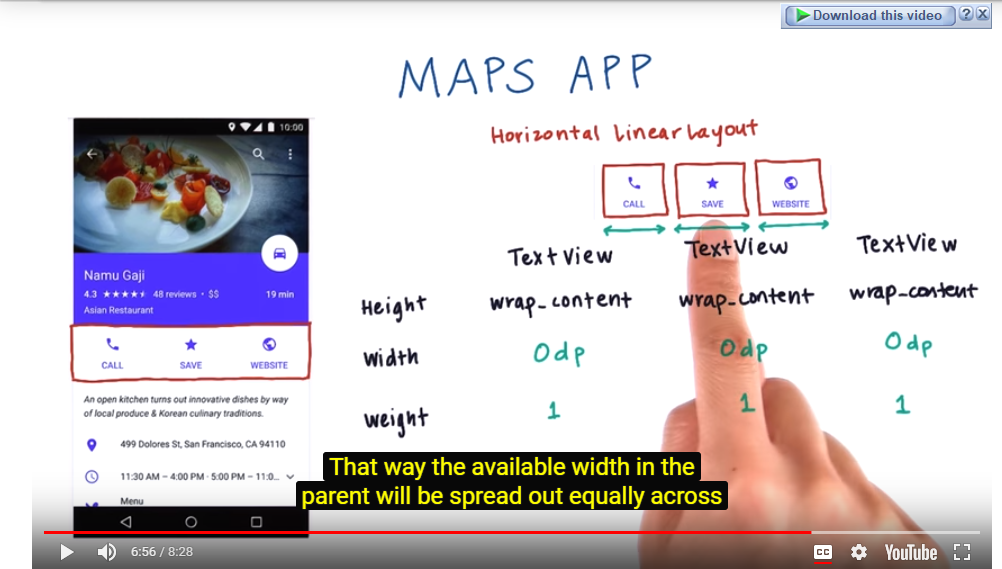 Download this video ? X
MAPS APP
Horizontal Linear Layout
10:00
CALL SAVE WEBSITE
TextView TextView TextView
Namu Gaji
4.3 48 reviews • $$ 19 min
Asian Restaurant
Height wrap_content wrap_content wrap_content
Width 0dp 0dp 0dp
CALL SAVE WEBSITE
weight 1 1 1
An open kitchen turns out innovative dishes by way
of local produce & Korean culinary traditions.
499 Dolores St, San Francisco, CA 94110
11:30 AM – 4:00 PM · 5:00 PM – 11:0...
Menu
That way the available width in the
parent will be spread out equally across
6:56 / 8:28
CC
YouTube